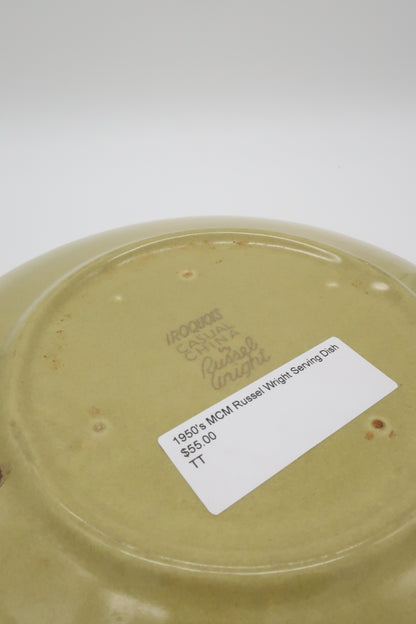 IROQUOIS
CASUAL
CHINA
by
Russel
Wright
1950's MCM Russel Wright Serving Dish
$55.00
TT